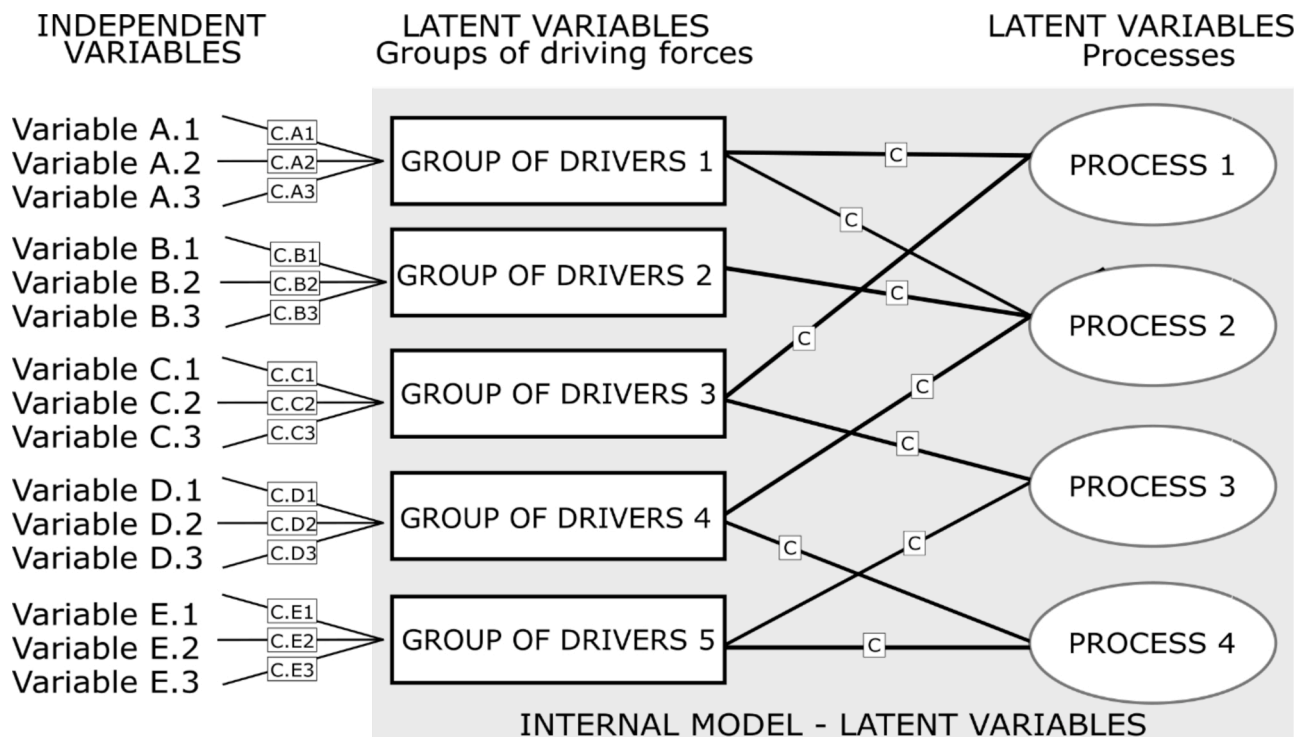 INDEPENDENT
VARIABLES
LATENT VARIABLES
Groups of driving forces
LATENT VARIABLES
Processes
Variable A.1
Variable A.2
Variable A.3
C.A1
C.A2
C.A3
GROUP OF DRIVERS 1
Variable B.1
Variable B.2
Variable B.3
C.B1
C.B2
C.B3
GROUP OF DRIVERS 2
Variable C.1
Variable C.2
Variable C.3
C.C1
C.C2
C.C3
GROUP OF DRIVERS 3
Variable D.1
Variable D.2
Variable D.3
C.D1
C.D2
C.D3
GROUP OF DRIVERS 4
Variable E.1
Variable E.2
Variable E.3
C.E1
C.E2
C.E3
GROUP OF DRIVERS 5
C
C
C
C
C
C
C
C
C
PROCESS 1
PROCESS 2
PROCESS 3
PROCESS 4
INTERNAL MODEL - LATENT VARIABLES